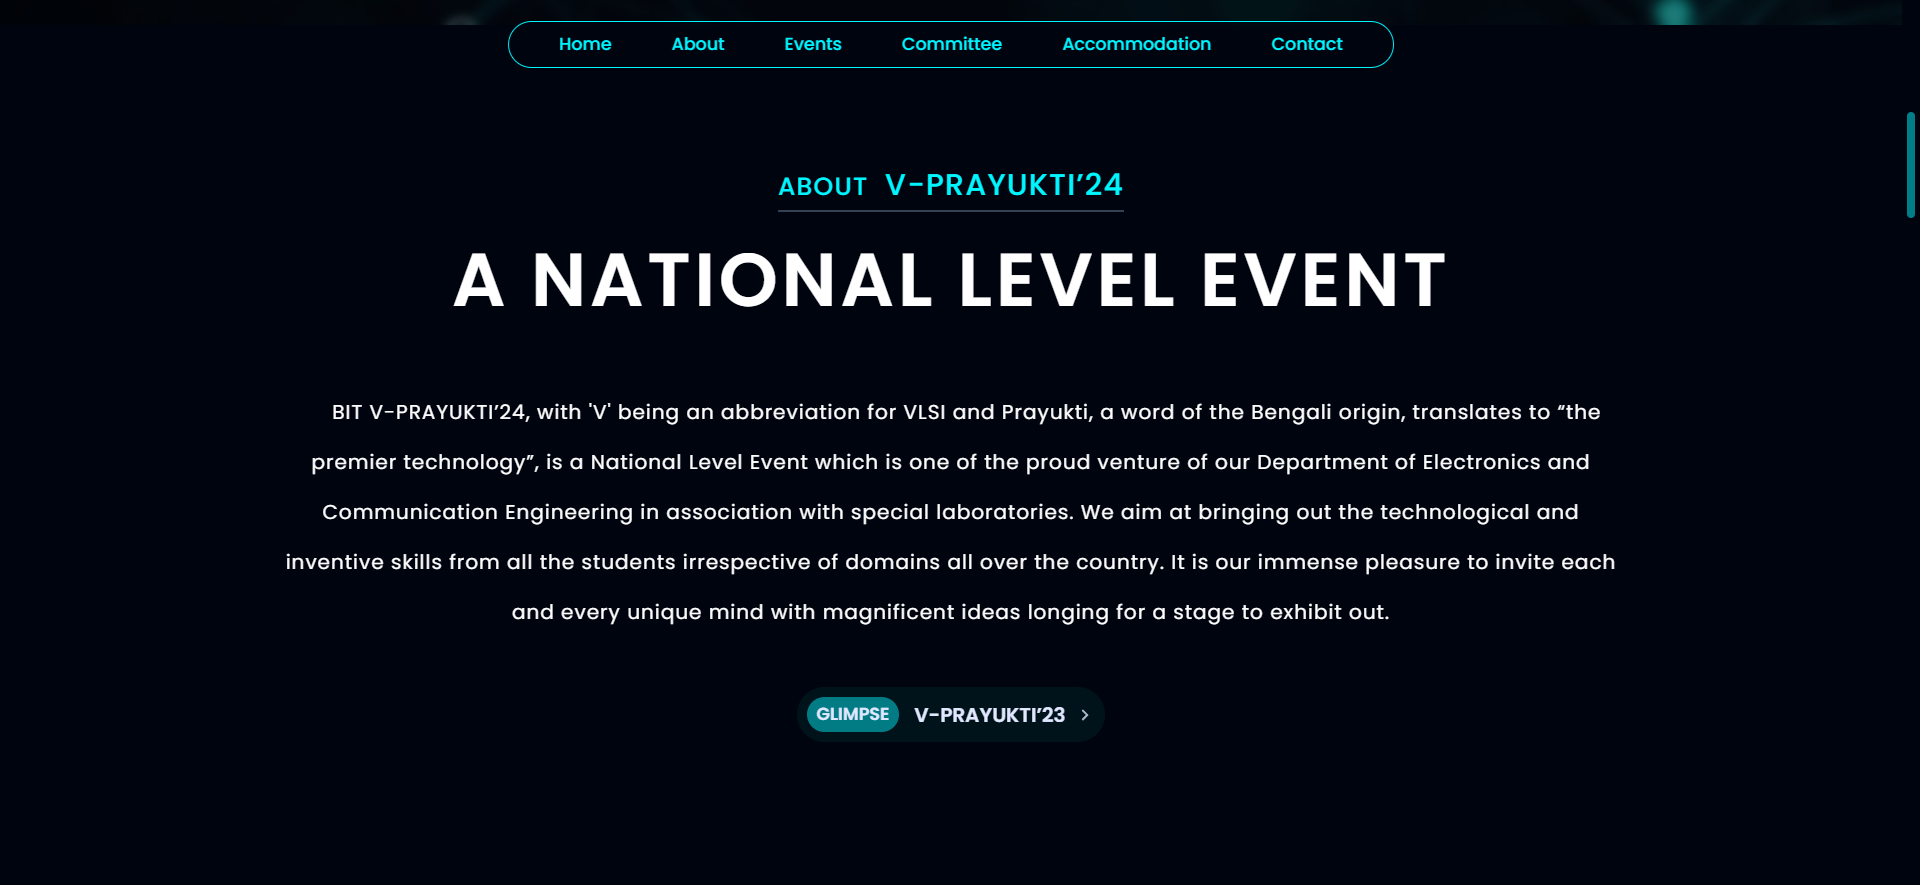 Home About Events Committee Accommodation Contact
ABOUT V-PRAYUKTI’24
A NATIONAL LEVEL EVENT
BIT V-PRAYUKTI’24, with 'V' being an abbreviation for VLSI and Prayukti, a word of the Bengali origin, translates to “the
premier technology”, is a National Level Event which is one of the proud venture of our Department of Electronics and
Communication Engineering in association with special laboratories. We aim at bringing out the technological and
inventive skills from all the students irrespective of domains all over the country. It is our immense pleasure to invite each
and every unique mind with magnificent ideas longing for a stage to exhibit out.
GLIMPSE V-PRAYUKTI’23